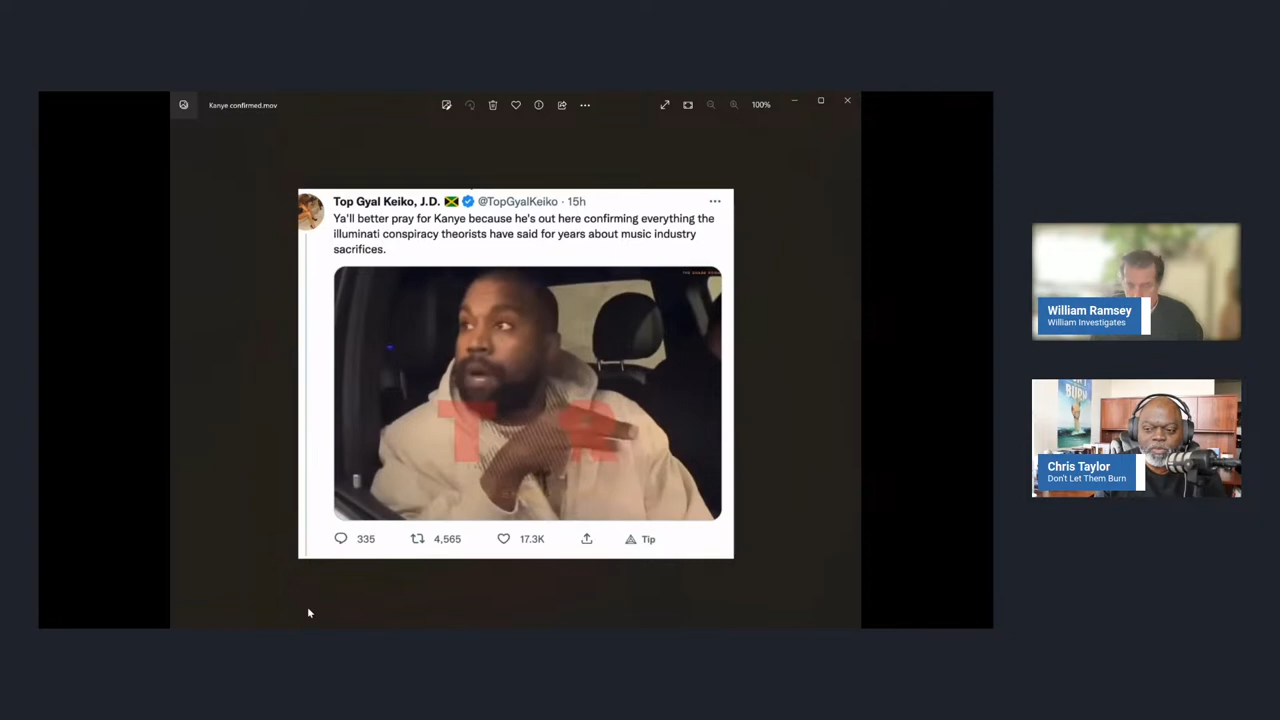 Kanye confirmed.mov
100%
Top Gyal Keiko, J.D. @TopGyalKeiko · 15h
Ya'll better pray for Kanye because he's out here confirming everything the
illuminati conspiracy theorists have said for years about music industry
sacrifices.
T R
335 4,565 17.3K Tip
William Ramsey
William Investigates
BURN
Chris Taylor
Don't Let Them Burn